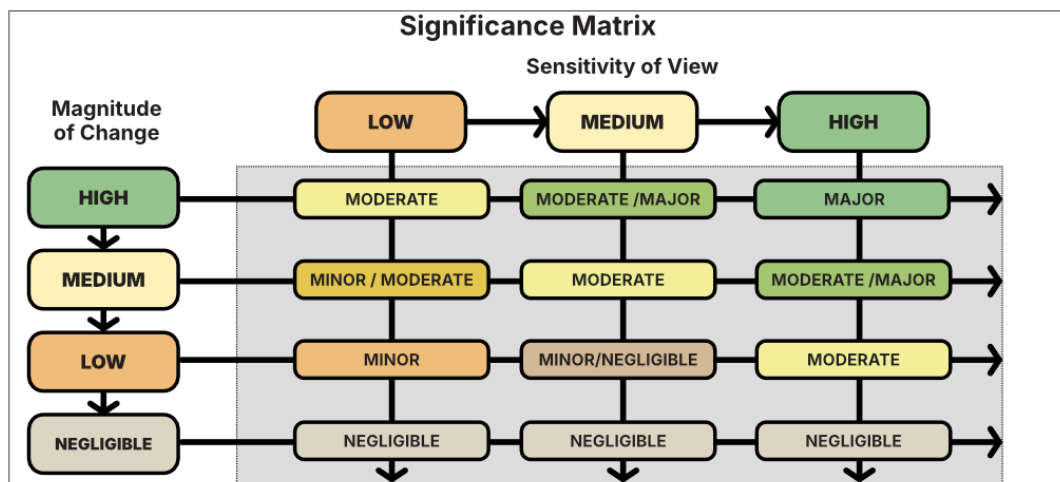 Significance Matrix
Sensitivity of View
Magnitude
of Change
LOW
MEDIUM
HIGH
HIGH
MODERATE
MODERATE /MAJOR
MAJOR
MEDIUM
MINOR / MODERATE
MODERATE
MODERATE /MAJOR
LOW
MINOR
MINOR/NEGLIGIBLE
MODERATE
NEGLIGIBLE
NEGLIGIBLE
NEGLIGIBLE
NEGLIGIBLE